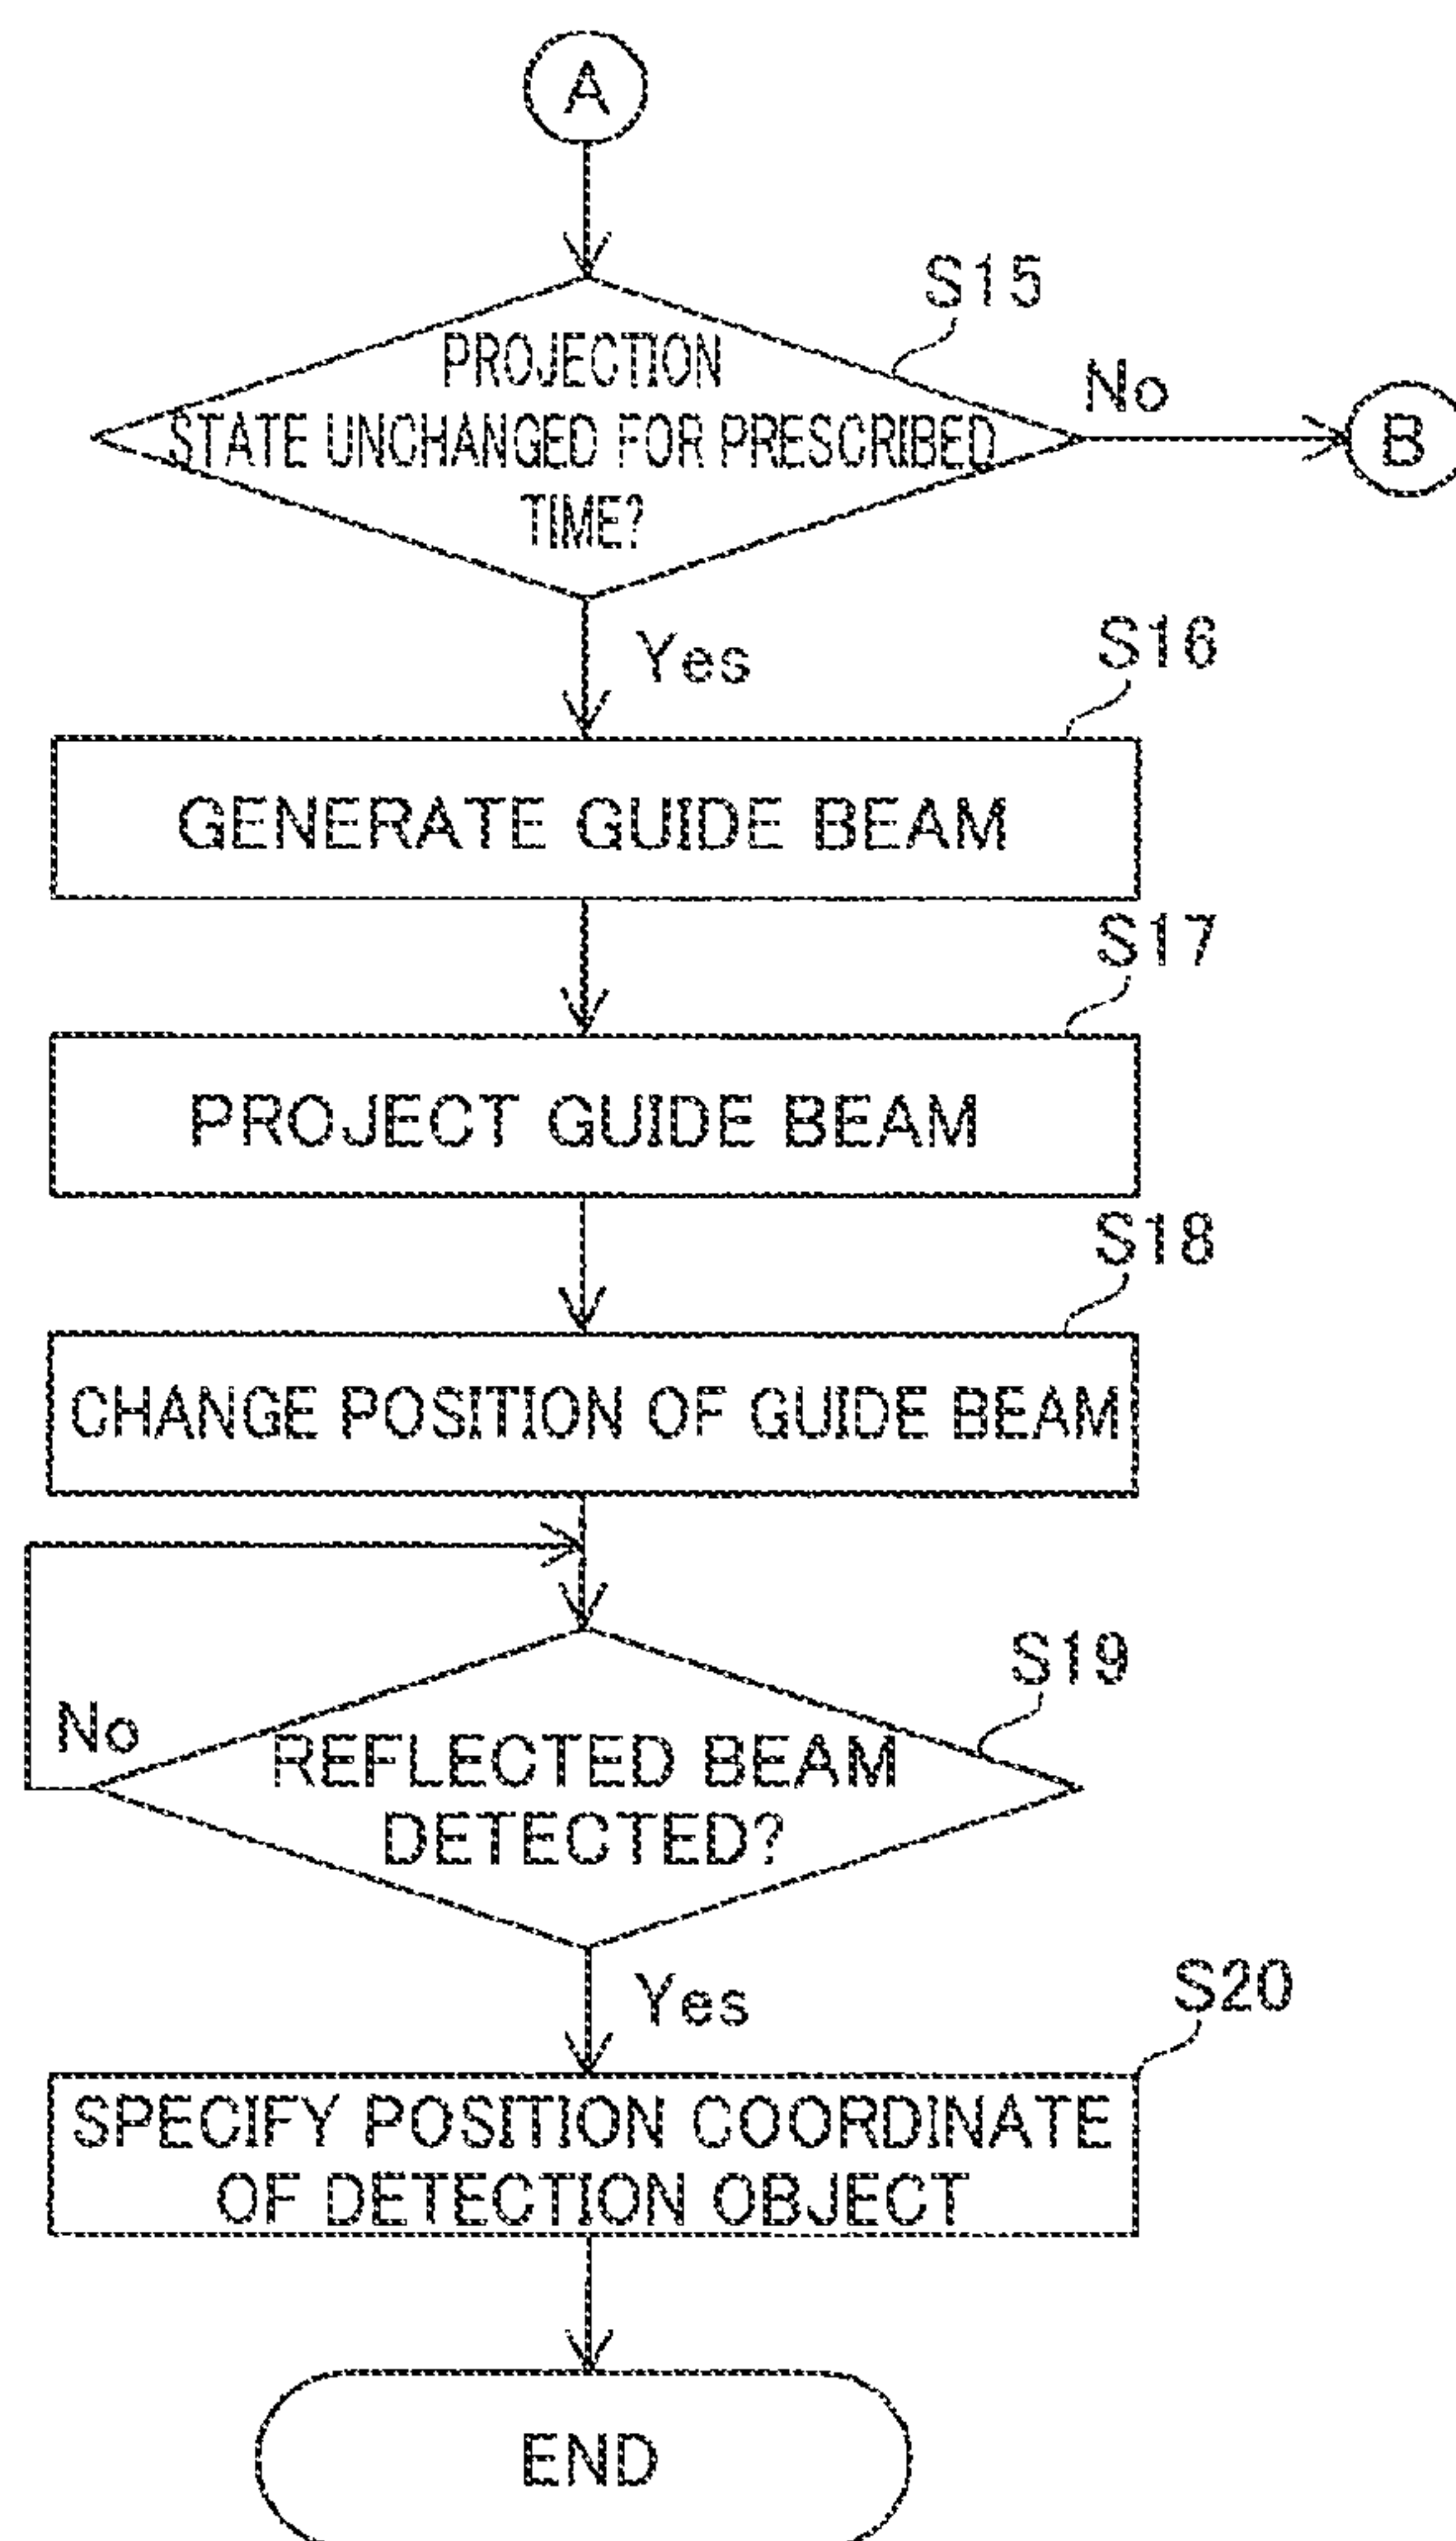 A
S15
PROJECTION
STATE UNCHANGED FOR PRESCRIBED
TIME?
No
B
Yes
S16
GENERATE GUIDE BEAM
S17
PROJECT GUIDE BEAM
S18
CHANGE POSITION OF GUIDE BEAM
S19
No
REFLECTED BEAM
DETECTED?
Yes
S20
SPECIFY POSITION COORDINATE
OF DETECTION OBJECT
END